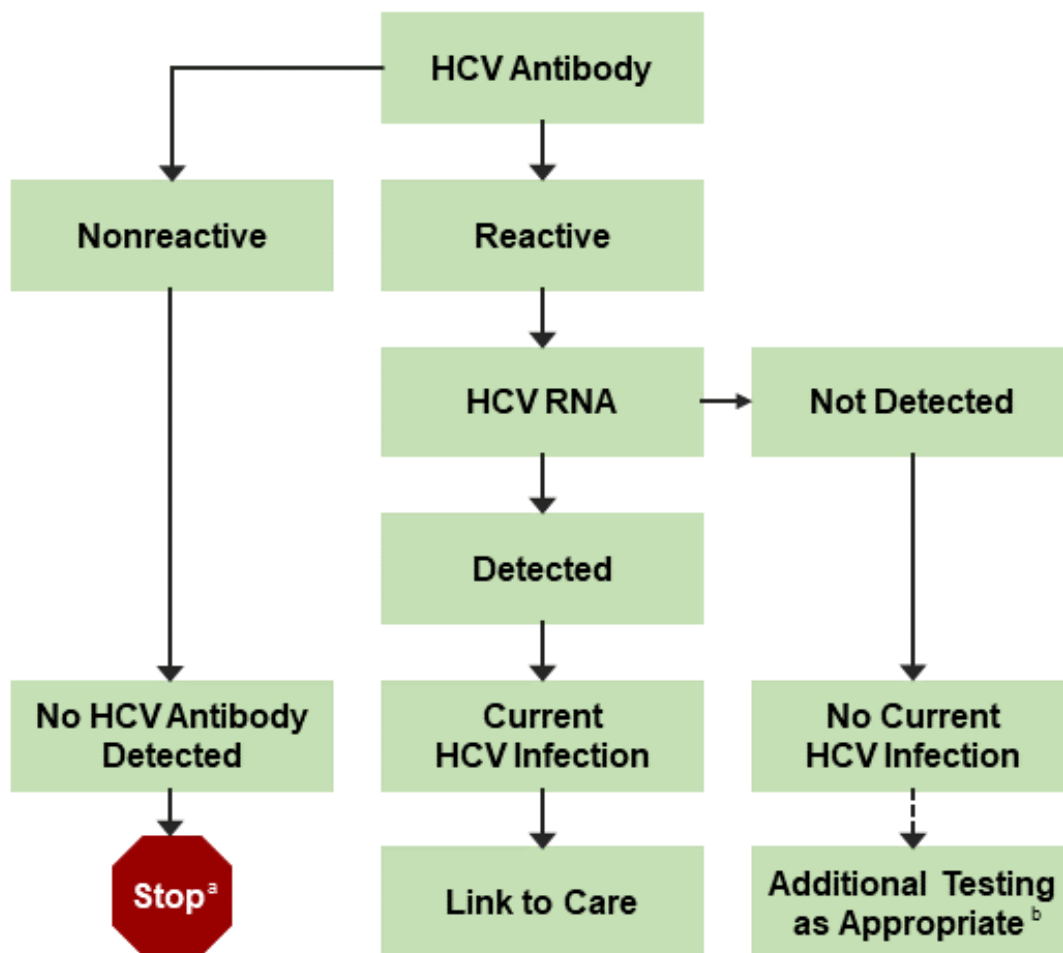 HCV Antibody
Nonreactive
Reactive
HCV RNA
Not Detected
Detected
No HCV Antibody
Detected
Current
HCV Infection
No Current
HCV Infection
Stop a
Link to Care
Additional Testing
as Appropriate b